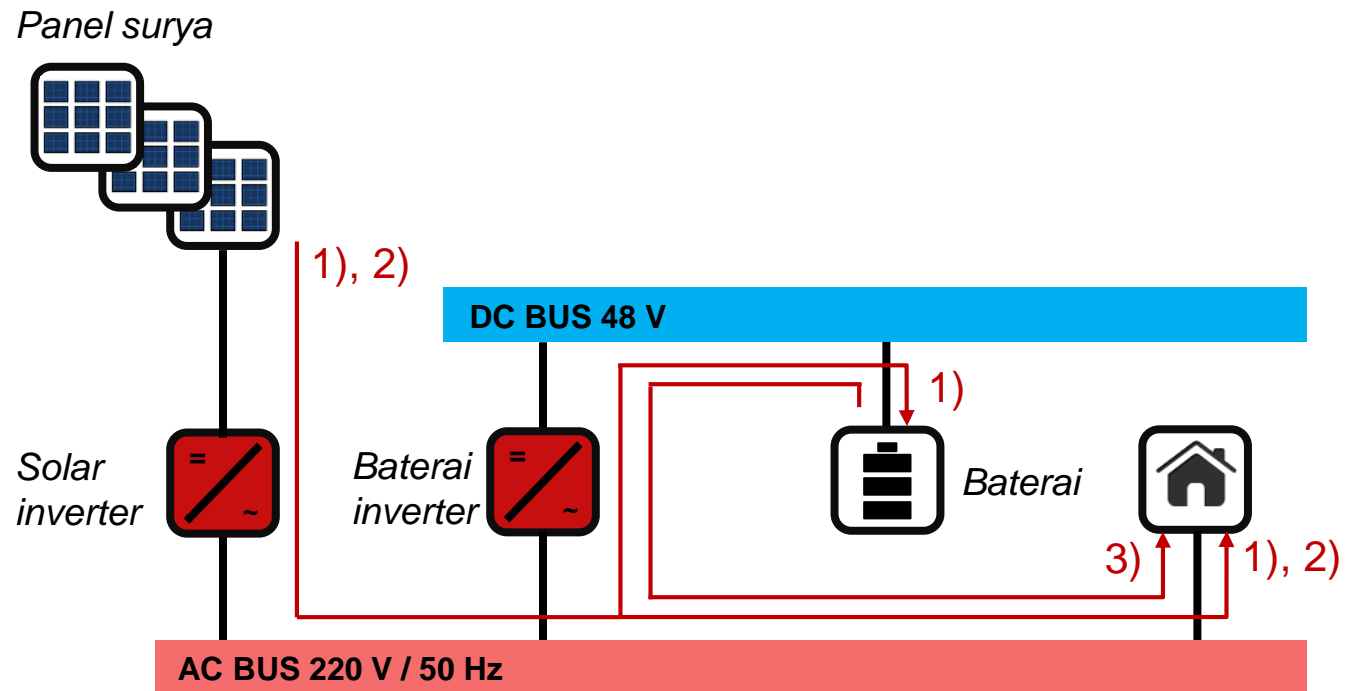 Panel surya
1), 2)
DC BUS 48 V
1)
Solar
inverter
=
~
Baterai
inverter
=
~
Baterai
3)
1), 2)
AC BUS 220 V / 50 Hz